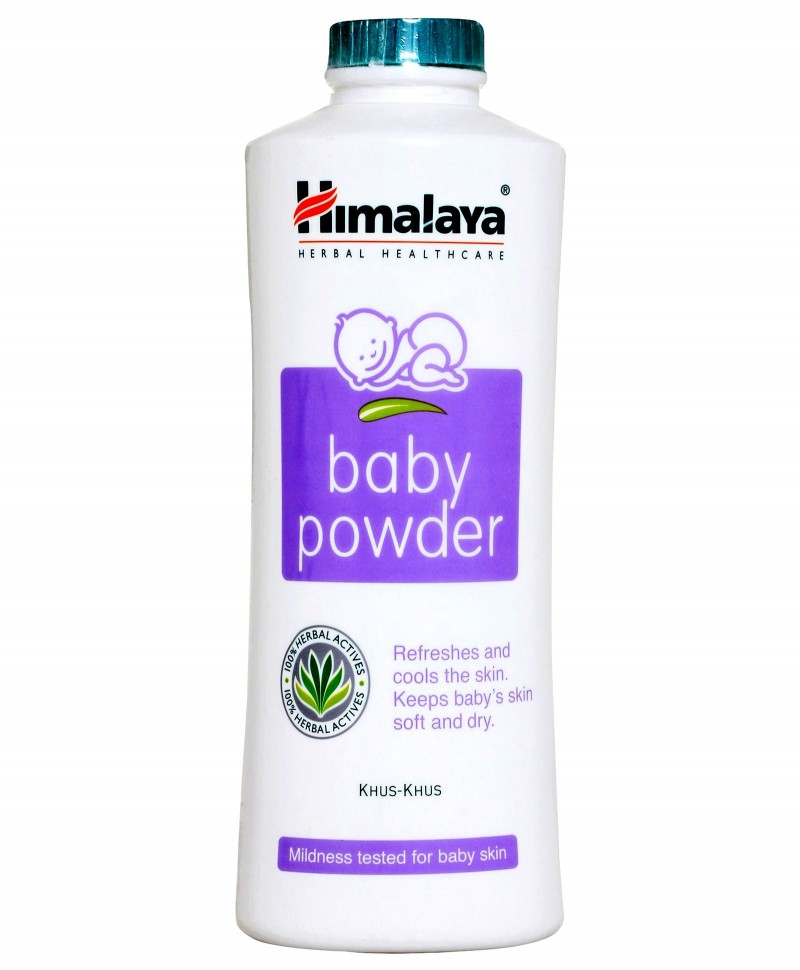 Himalaya®
HERBAL HEALTHCARE
baby
powder
100% HERBAL ACTIVES
100% HERBAL ACTIVES
Refreshes and
cools the skin.
Keeps baby's skin
soft and dry.
KHUS-KHUS
Mildness tested for baby skin